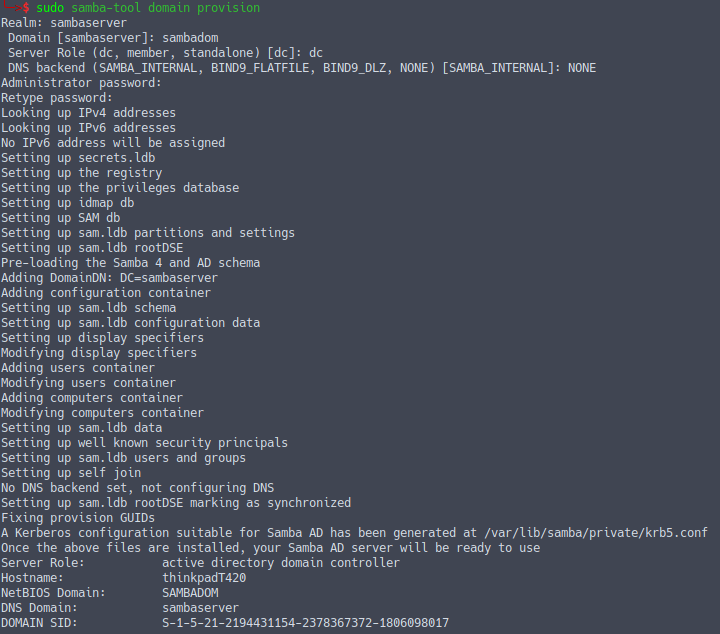 $ sudo samba-tool domain provision
Realm: sambaserver
 Domain [sambaserver]: sambadom
 Server Role (dc, member, standalone) [dc]: dc
 DNS backend (SAMBA_INTERNAL, BIND9_FLATFILE, BIND9_DLZ, NONE) [SAMBA_INTERNAL]: NONE
Administrator password:
Retype password:
Looking up IPv4 addresses
Looking up IPv6 addresses
No IPv6 address will be assigned
Setting up secrets.ldb
Setting up the registry
Setting up the privileges database
Setting up idmap db
Setting up SAM db
Setting up sam.ldb partitions and settings
Setting up sam.ldb rootDSE
Pre-loading the Samba 4 and AD schema
Adding DomainDN: DC=sambaserver
Adding configuration container
Setting up sam.ldb schema
Setting up sam.ldb configuration data
Setting up display specifiers
Modifying display specifiers
Adding users container
Modifying users container
Adding computers container
Modifying computers container
Setting up sam.ldb data
Setting up well known security principals
Setting up sam.ldb users and groups
Setting up self join
No DNS backend set, not configuring DNS
Setting up sam.ldb rootDSE marking as synchronized
Fixing provision GUIDs
A Kerberos configuration suitable for Samba AD has been generated at /var/lib/samba/private/krb5.conf
Once the above files are installed, your Samba AD server will be ready to use
Server Role:           active directory domain controller
Hostname:              thinkpadT420
NetBIOS Domain:        SAMBADOM
DNS Domain:            sambaserver
DOMAIN SID:            S-1-5-21-2194431154-2378367372-1806098017